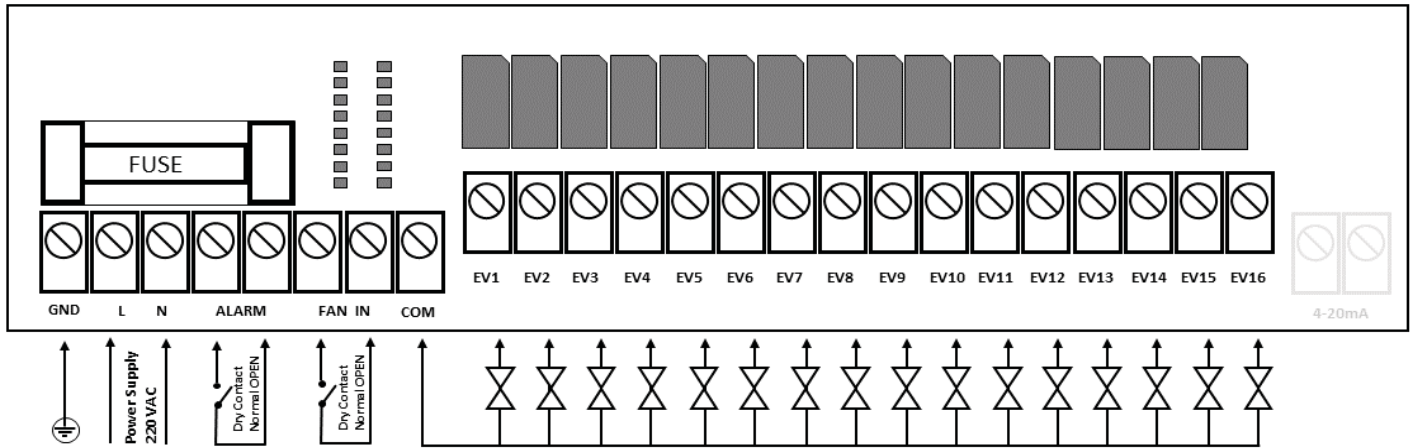 FUSE
EV1 EV2 EV3 EV4 EV5 EV6 EV7 EV8 EV9 EV10 EV11 EV12 EV13 EV14 EV15 EV16
GND L N ALARM FAN IN COM
4-20mA
Power Supply
220 VAC
Dry Contact
Normal OPEN
Dry Contact
Normal OPEN